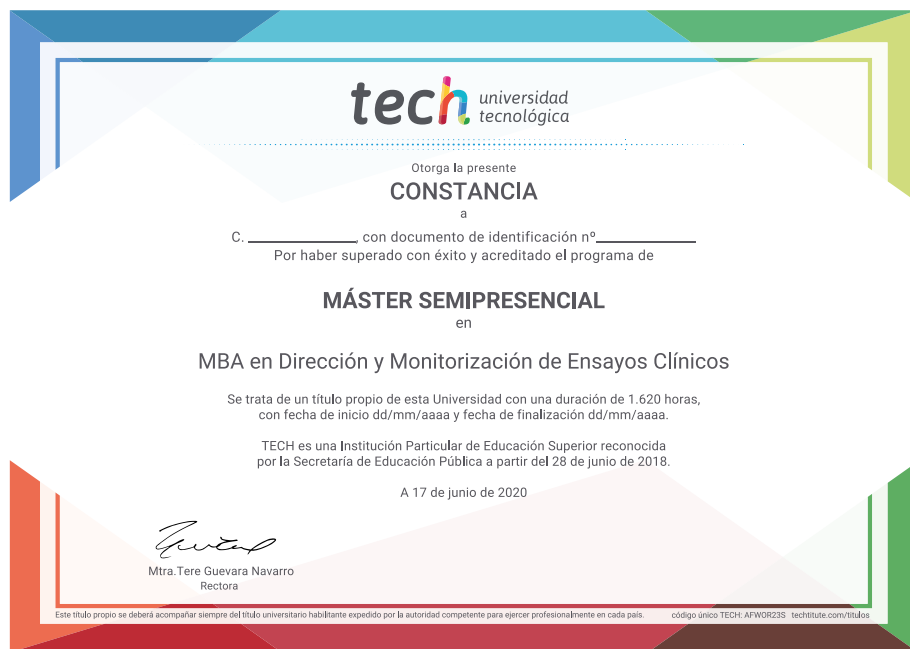 tech universidad
tecnológica
Otorga la presente
CONSTANCIA
a
C. ______________, con documento de identificación nº_____________
Por haber superado con éxito y acreditado el programa de
MÁSTER SEMIPRESENCIAL
en
MBA en Dirección y Monitorización de Ensayos Clínicos
Se trata de un título propio de esta Universidad con una duración de 1.620 horas,
con fecha de inicio dd/mm/aaaa y fecha de finalización dd/mm/aaaa.
TECH es una Institución Particular de Educación Superior reconocida
por la Secretaría de Educación Pública a partir del 28 de junio de 2018.
A 17 de junio de 2020
Mtra.Tere Guevara Navarro
Rectora
Este título propio se deberá acompañar siempre del título universitario habilitante expedido por la autoridad competente para ejercer profesionalmente en cada país. código único TECH: AFWOR23S techtitute.com/titulos